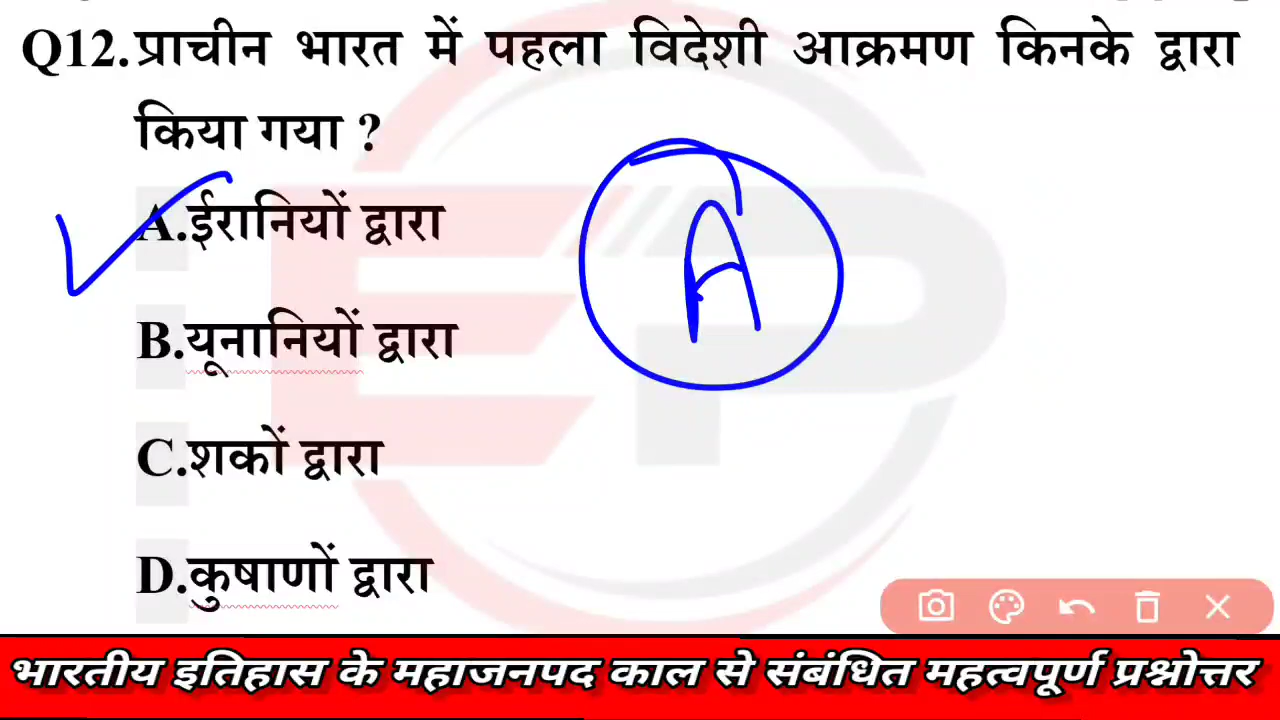 Q12.प्राचीन भारत में पहला विदेशी आक्रमण किनके द्वारा
किया गया ?
A.ईरानियों द्वारा
A
B.यूनानियों द्वारा
C.शकों द्वारा
D.कुषाणों द्वारा
भारतीय इतिहास के महाजनपद काल से संबंधित महत्वपूर्ण प्रश्नोत्तर